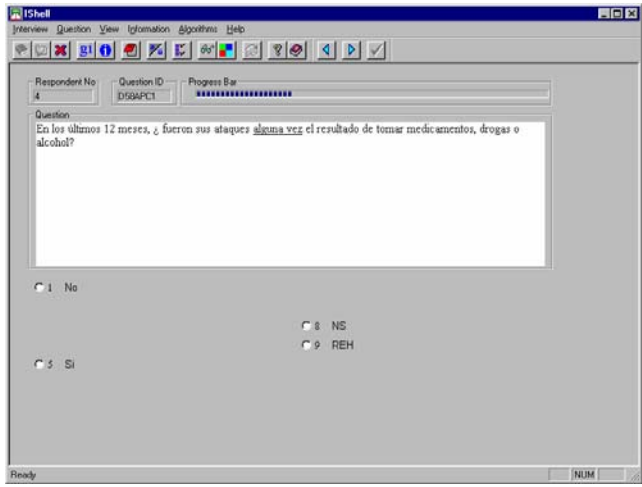 IShell
Interview Question View Information Algorithms Help
Respondent No
4
Question ID
D58APC1
Progress Bar
Question
En los últimos 12 meses, ¿ fueron sus ataques alguna vez el resultado de tomar medicamentos, drogas o
alcohol?
1 No
8 NS
9 REH
5 Si
Ready
NUM